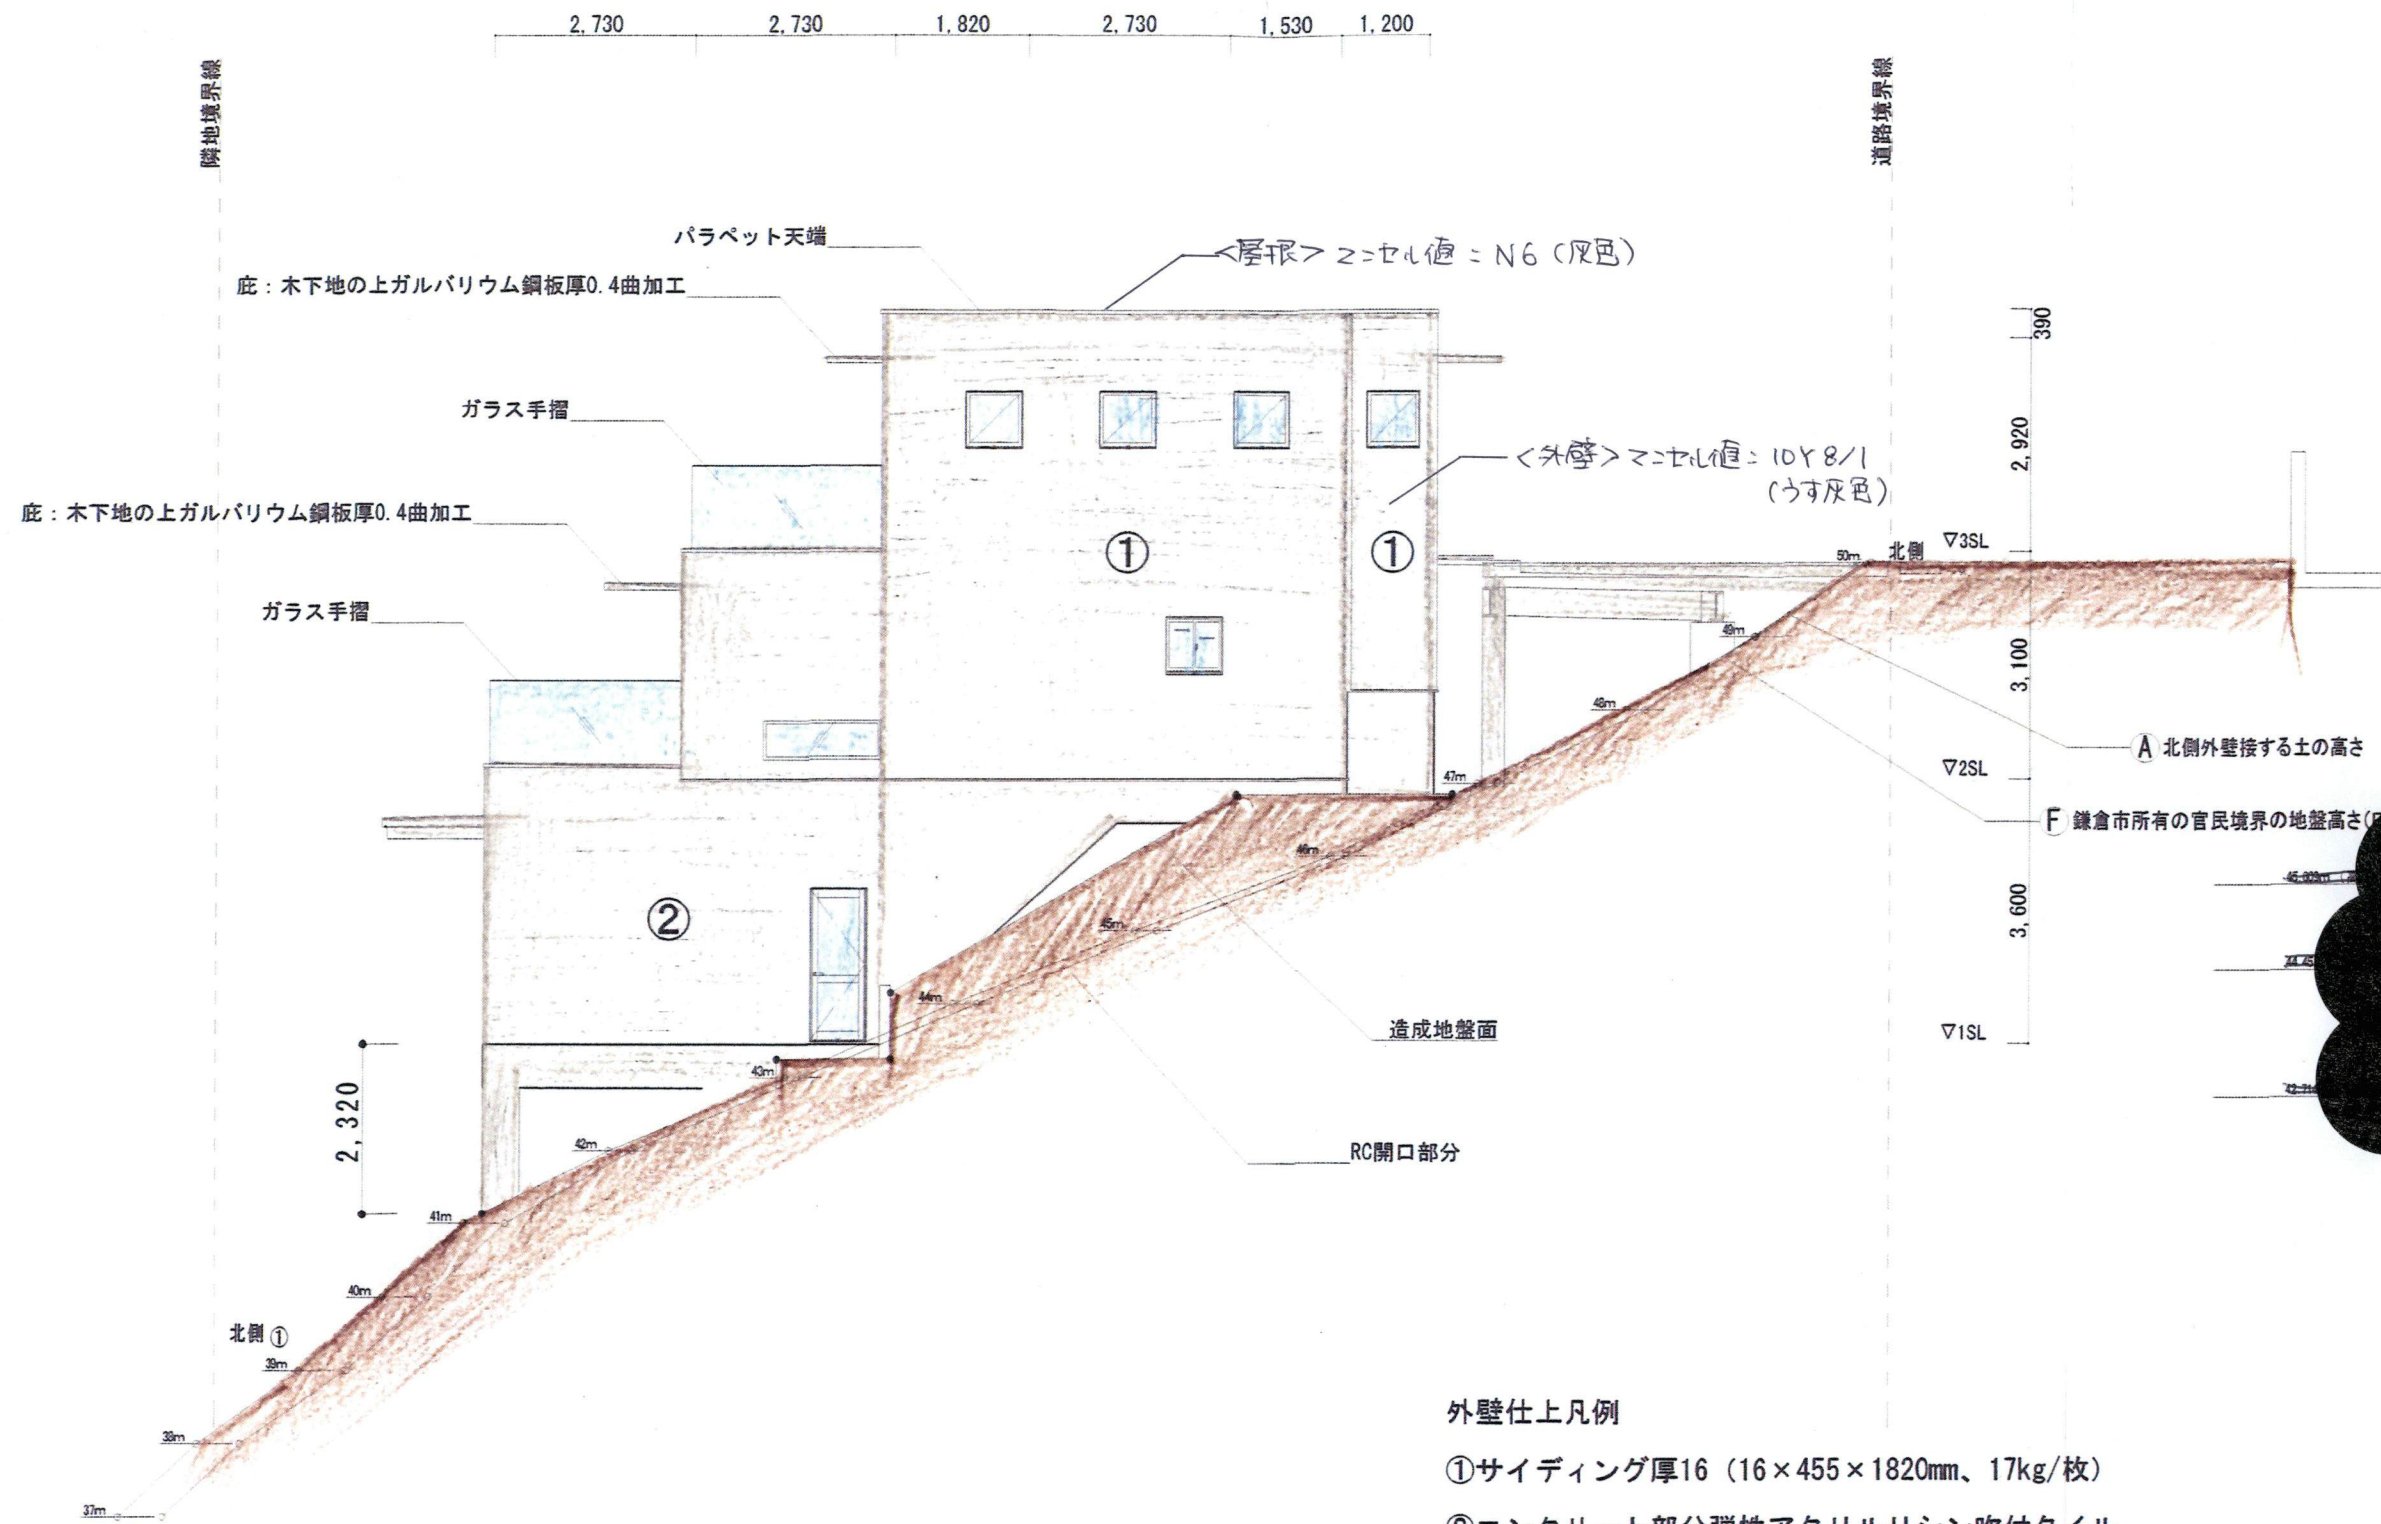 2,730
2,730
1,820
2,730
1,530
1,200
隣地境界線
道路境界線
パラペット天端
<屋根> マンセル値 : N6 (灰色)
庇：木下地の上ガルバリウム鋼板厚0.4曲加工
390
ガラス手摺
2,920
<外壁> マンセル値 : 10Y 8/1
(うす灰色)
庇：木下地の上ガルバリウム鋼板厚0.4曲加工
①
①
50m
北側
▽3SL
ガラス手摺
49m
3,100
48m
Ⓐ 北側外壁接する土の高さ
47m
▽2SL
Ⓕ 鎌倉市所有の官民境界の地盤高さ
46m
②
45m
3,600
44m
造成地盤面
▽1SL
43m
2,320
42m
RC開口部分
41m
40m
北側 ①
39m
38m
37m
外壁仕上凡例
①サイディング厚16 (16×455×1820mm、17kg/枚)